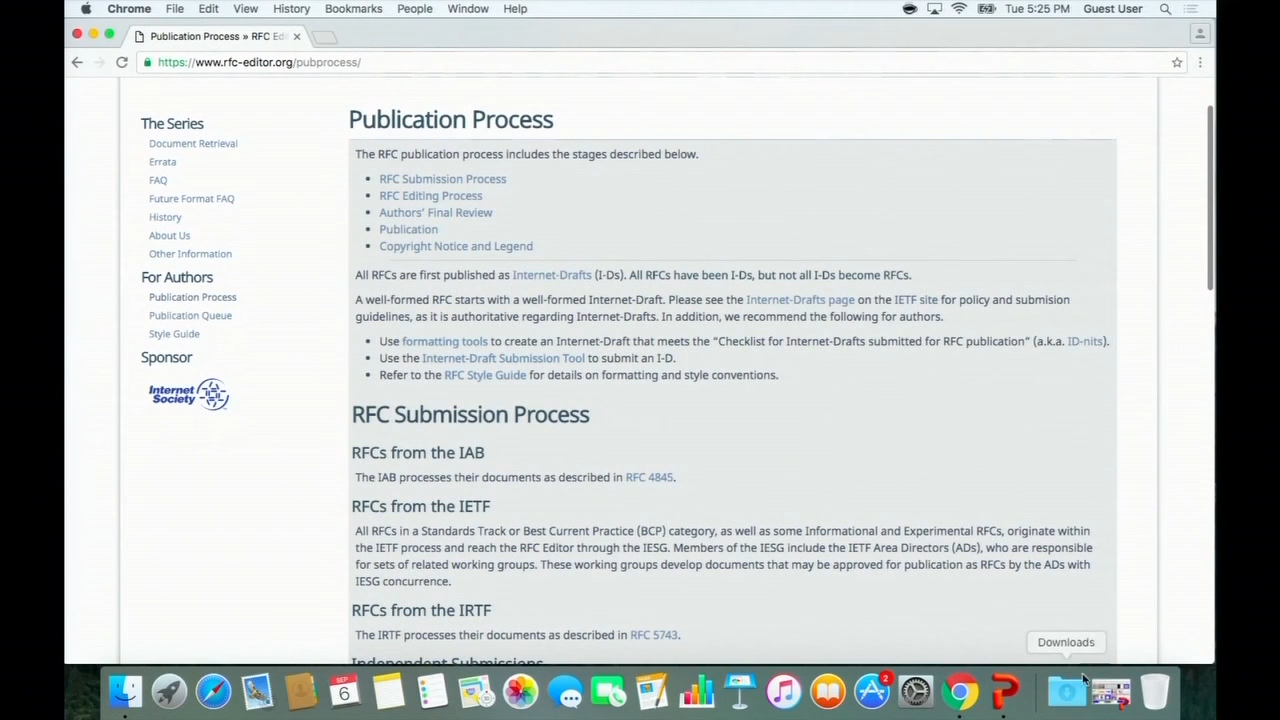 Chrome File Edit View History Bookmarks People Window Help Tue 5:25 PM Guest User
Publication Process » RFC Edi
https://www.rfc-editor.org/pubprocess/
The Series
Document Retrieval
Errata
FAQ
Future Format FAQ
History
About Us
Other Information
For Authors
Publication Process
Publication Queue
Style Guide
Sponsor
Internet
Society
Publication Process
The RFC publication process includes the stages described below.
RFC Submission Process
RFC Editing Process
Authors' Final Review
Publication
Copyright Notice and Legend
All RFCs are first published as Internet-Drafts (I-Ds). All RFCs have been I-Ds, but not all I-Ds become RFCs.
A well-formed RFC starts with a well-formed Internet-Draft. Please see the Internet-Drafts page on the IETF site for policy and submision
guidelines, as it is authoritative regarding Internet-Drafts. In addition, we recommend the following for authors.
Use formatting tools to create an Internet-Draft that meets the “Checklist for Internet-Drafts submitted for RFC publication” (a.k.a. ID-nits).
Use the Internet-Draft Submission Tool to submit an I-D.
Refer to the RFC Style Guide for details on formatting and style conventions.
RFC Submission Process
RFCs from the IAB
The IAB processes their documents as described in RFC 4845.
RFCs from the IETF
All RFCs in a Standards Track or Best Current Practice (BCP) category, as well as some Informational and Experimental RFCs, originate within
the IETF process and reach the RFC Editor through the IESG. Members of the IESG include the IETF Area Directors (ADs), who are responsible
for sets of related working groups. These working groups develop documents that may be approved for publication as RFCs by the ADs with
IESG concurrence.
RFCs from the IRTF
The IRTF processes their documents as described in RFC 5743.
Independent Submissions
Downloads
SEP
6
2